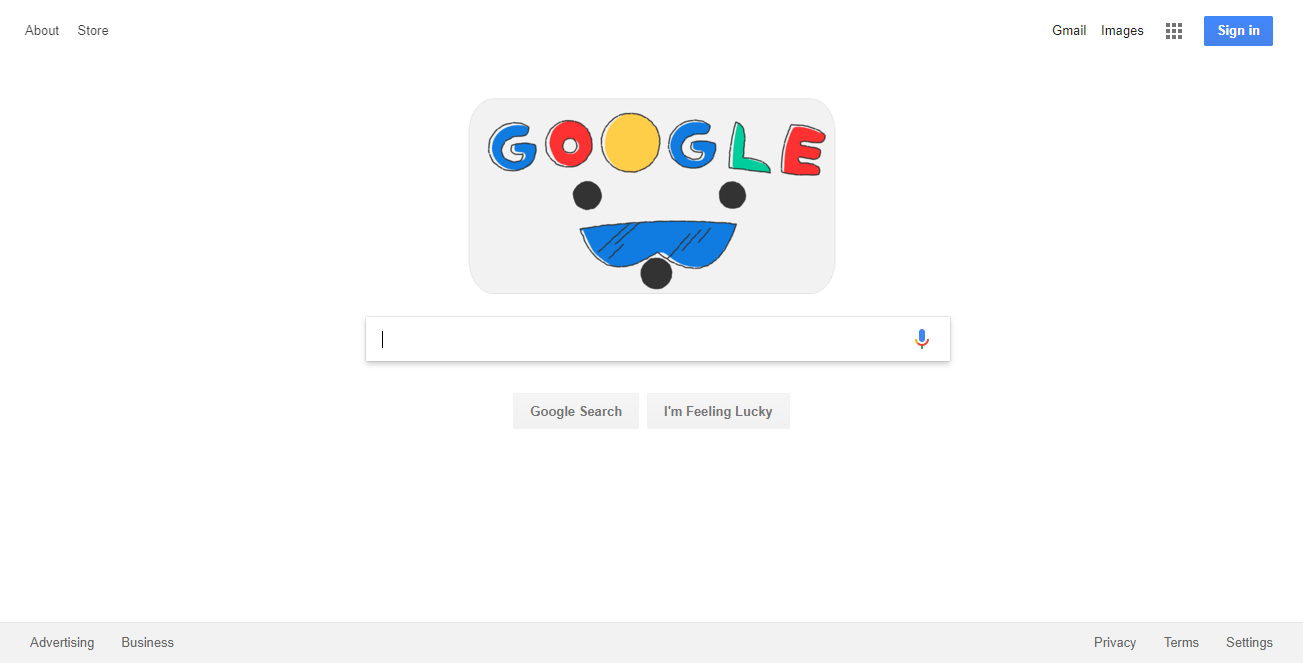 About Store Gmail Images Sign in
GOOGLE
Google Search I'm Feeling Lucky
Advertising Business Privacy Terms Settings